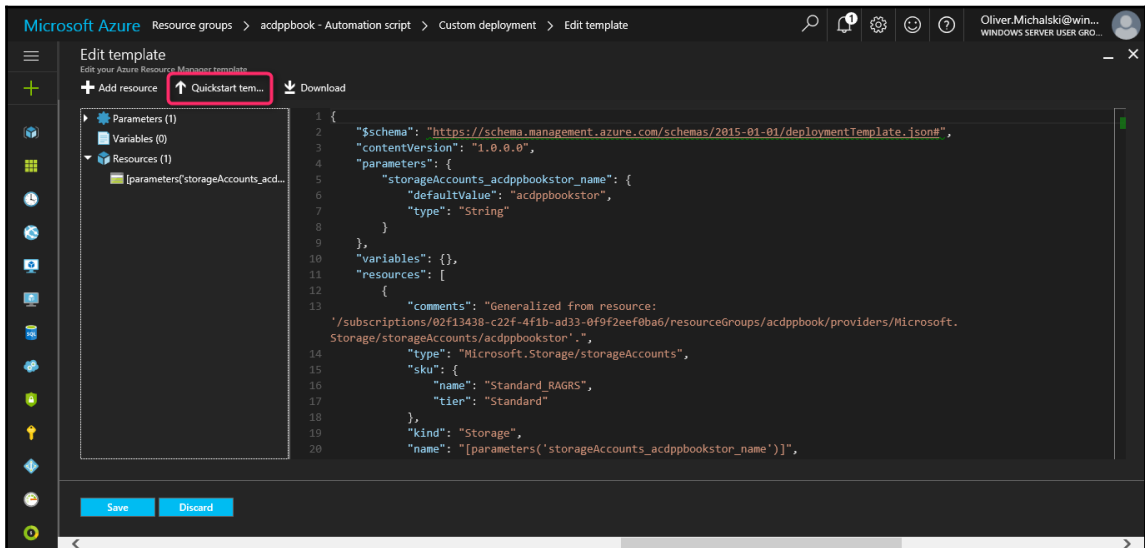 Microsoft Azure Resource groups > acdppbook - Automation script > Custom deployment > Edit template
1
Oliver.Michalski@win...
WINDOWS SERVER USER GRO...
Edit template
Edit your Azure Resource Manager template
Add resource
Quickstart tem...
Download
Parameters (1)
Variables (0)
Resources (1)
[parameters('storageAccounts_acd...
1 {
2 "$schema": "https://schema.management.azure.com/schemas/2015-01-01/deploymentTemplate.json#",
3 "contentVersion": "1.0.0.0",
4 "parameters": {
5 "storageAccounts_acdppbookstor_name": {
6 "defaultValue": "acdppbookstor",
7 "type": "String"
8 }
9 },
10 "variables": {},
11 "resources": [
12 {
13 "comments": "Generalized from resource:
'/subscriptions/02f13438-c22f-4f1b-ad33-0f9f2eef0ba6/resourceGroups/acdppbook/providers/Microsoft.
Storage/storageAccounts/acdppbookstor'.",
14 "type": "Microsoft.Storage/storageAccounts",
15 "sku": {
16 "name": "Standard_RAGRS",
17 "tier": "Standard"
18 },
19 "kind": "Storage",
20 "name": "[parameters('storageAccounts_acdppbookstor_name')]",
SQL
Save
Discard